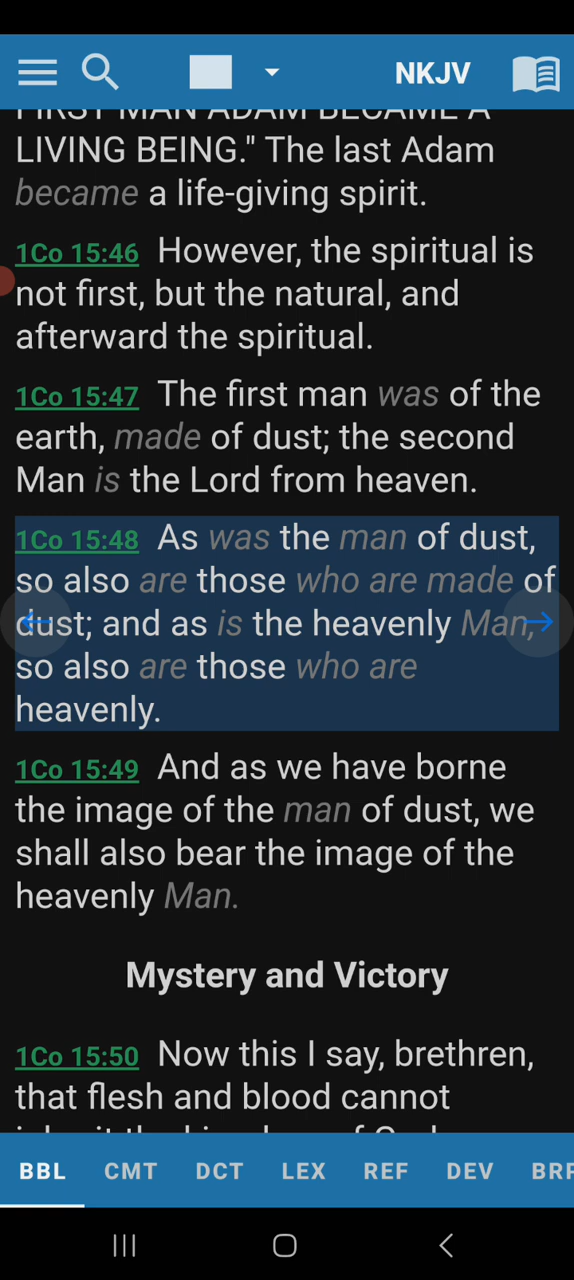 NKJV
FIRST MAN ADAM BECAME A
LIVING BEING." The last Adam
became a life-giving spirit.
1Co 15:46 However, the spiritual is
not first, but the natural, and
afterward the spiritual.
1Co 15:47 The first man was of the
earth, made of dust; the second
Man is the Lord from heaven.
1Co 15:48 As was the man of dust,
so also are those who are made of
dust; and as is the heavenly Man,
so also are those who are
heavenly.
1Co 15:49 And as we have borne
the image of the man of dust, we
shall also bear the image of the
heavenly Man.
Mystery and Victory
1Co 15:50 Now this I say, brethren,
that flesh and blood cannot
BBL CMT DCT LEX REF DEV BRP